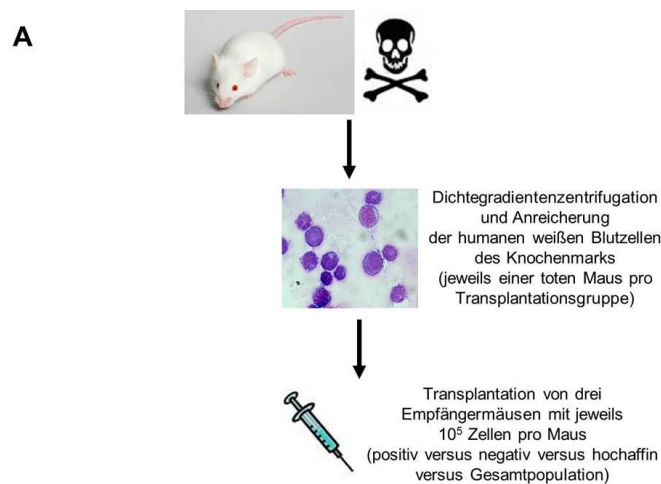 A
Dichtegradientenzentrifugation
und Anreicherung
der humanen weißen Blutzellen
des Knochenmarks
(jeweils einer toten Maus pro
Transplantationsgruppe)
Transplantation von drei
Empfängermäusen mit jeweils
10⁵ Zellen pro Maus
(positiv versus negativ versus hochaffin
versus Gesamtpopulation)